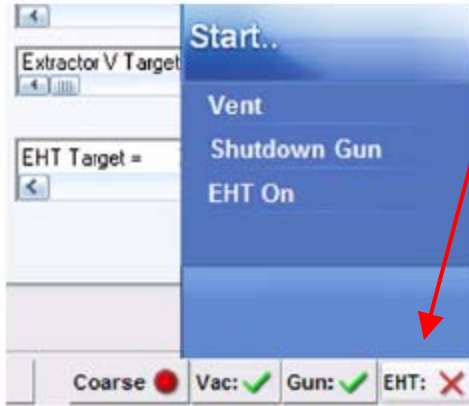 Start..
Extractor V Target
Vent
Shutdown Gun
EHT Target =
EHT On
Coarse Vac: Gun: EHT: